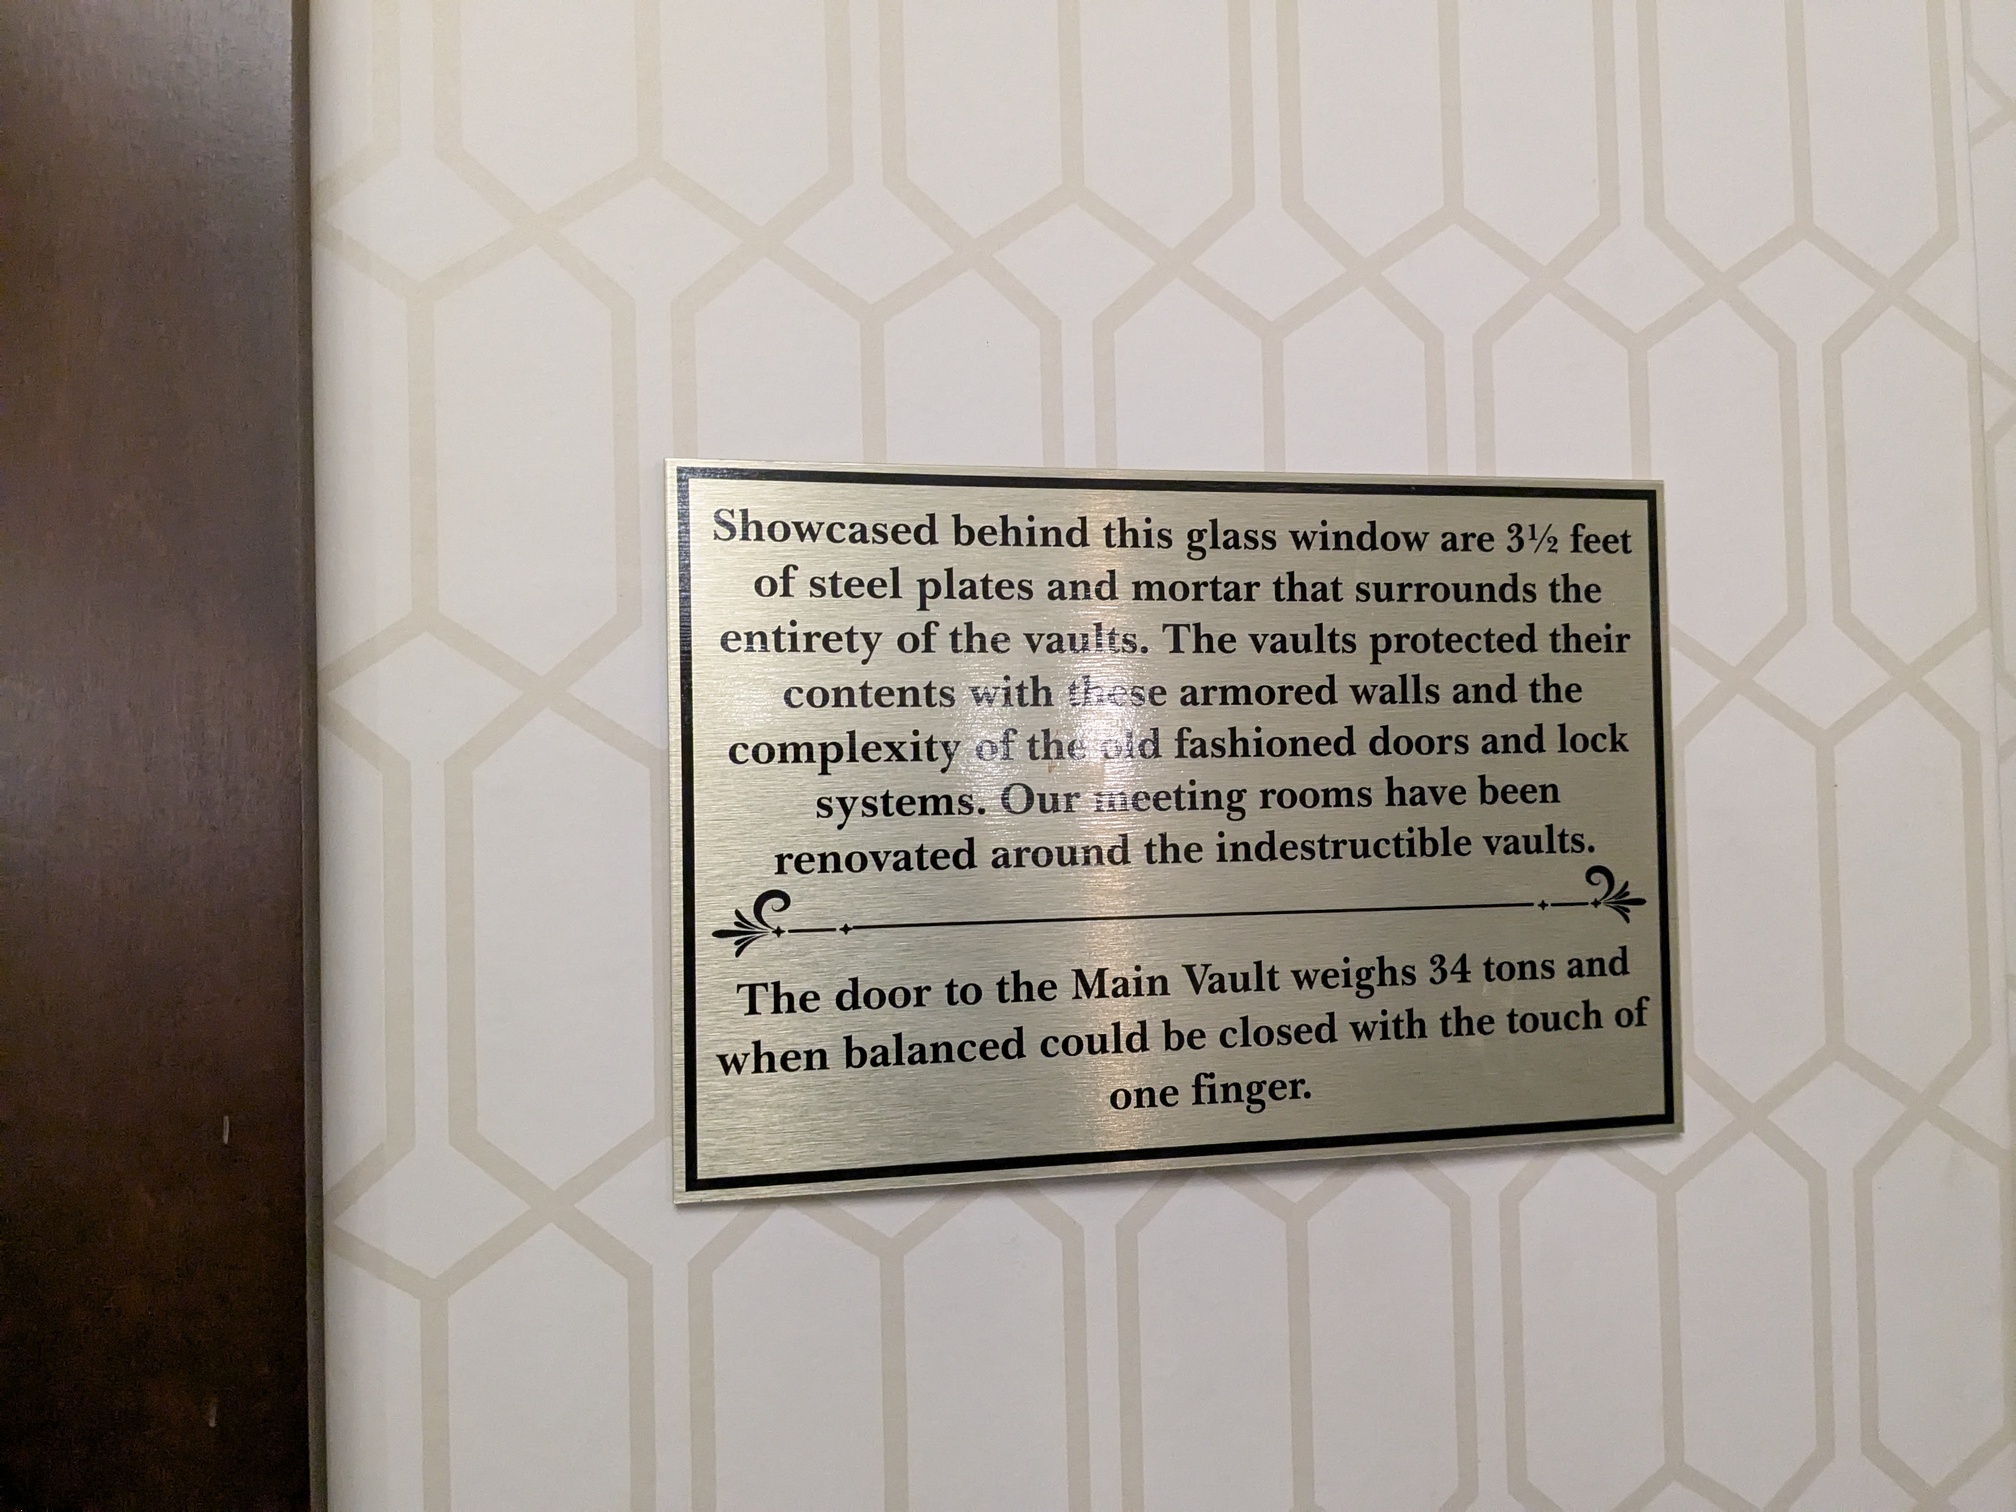 Showcased behind this glass window are 3½ feet
of steel plates and mortar that surrounds the
entirety of the vaults. The vaults protected their
contents with these armored walls and the
complexity of the old fashioned doors and lock
systems. Our meeting rooms have been
renovated around the indestructible vaults.
The door to the Main Vault weighs 34 tons and
when balanced could be closed with the touch of
one finger.